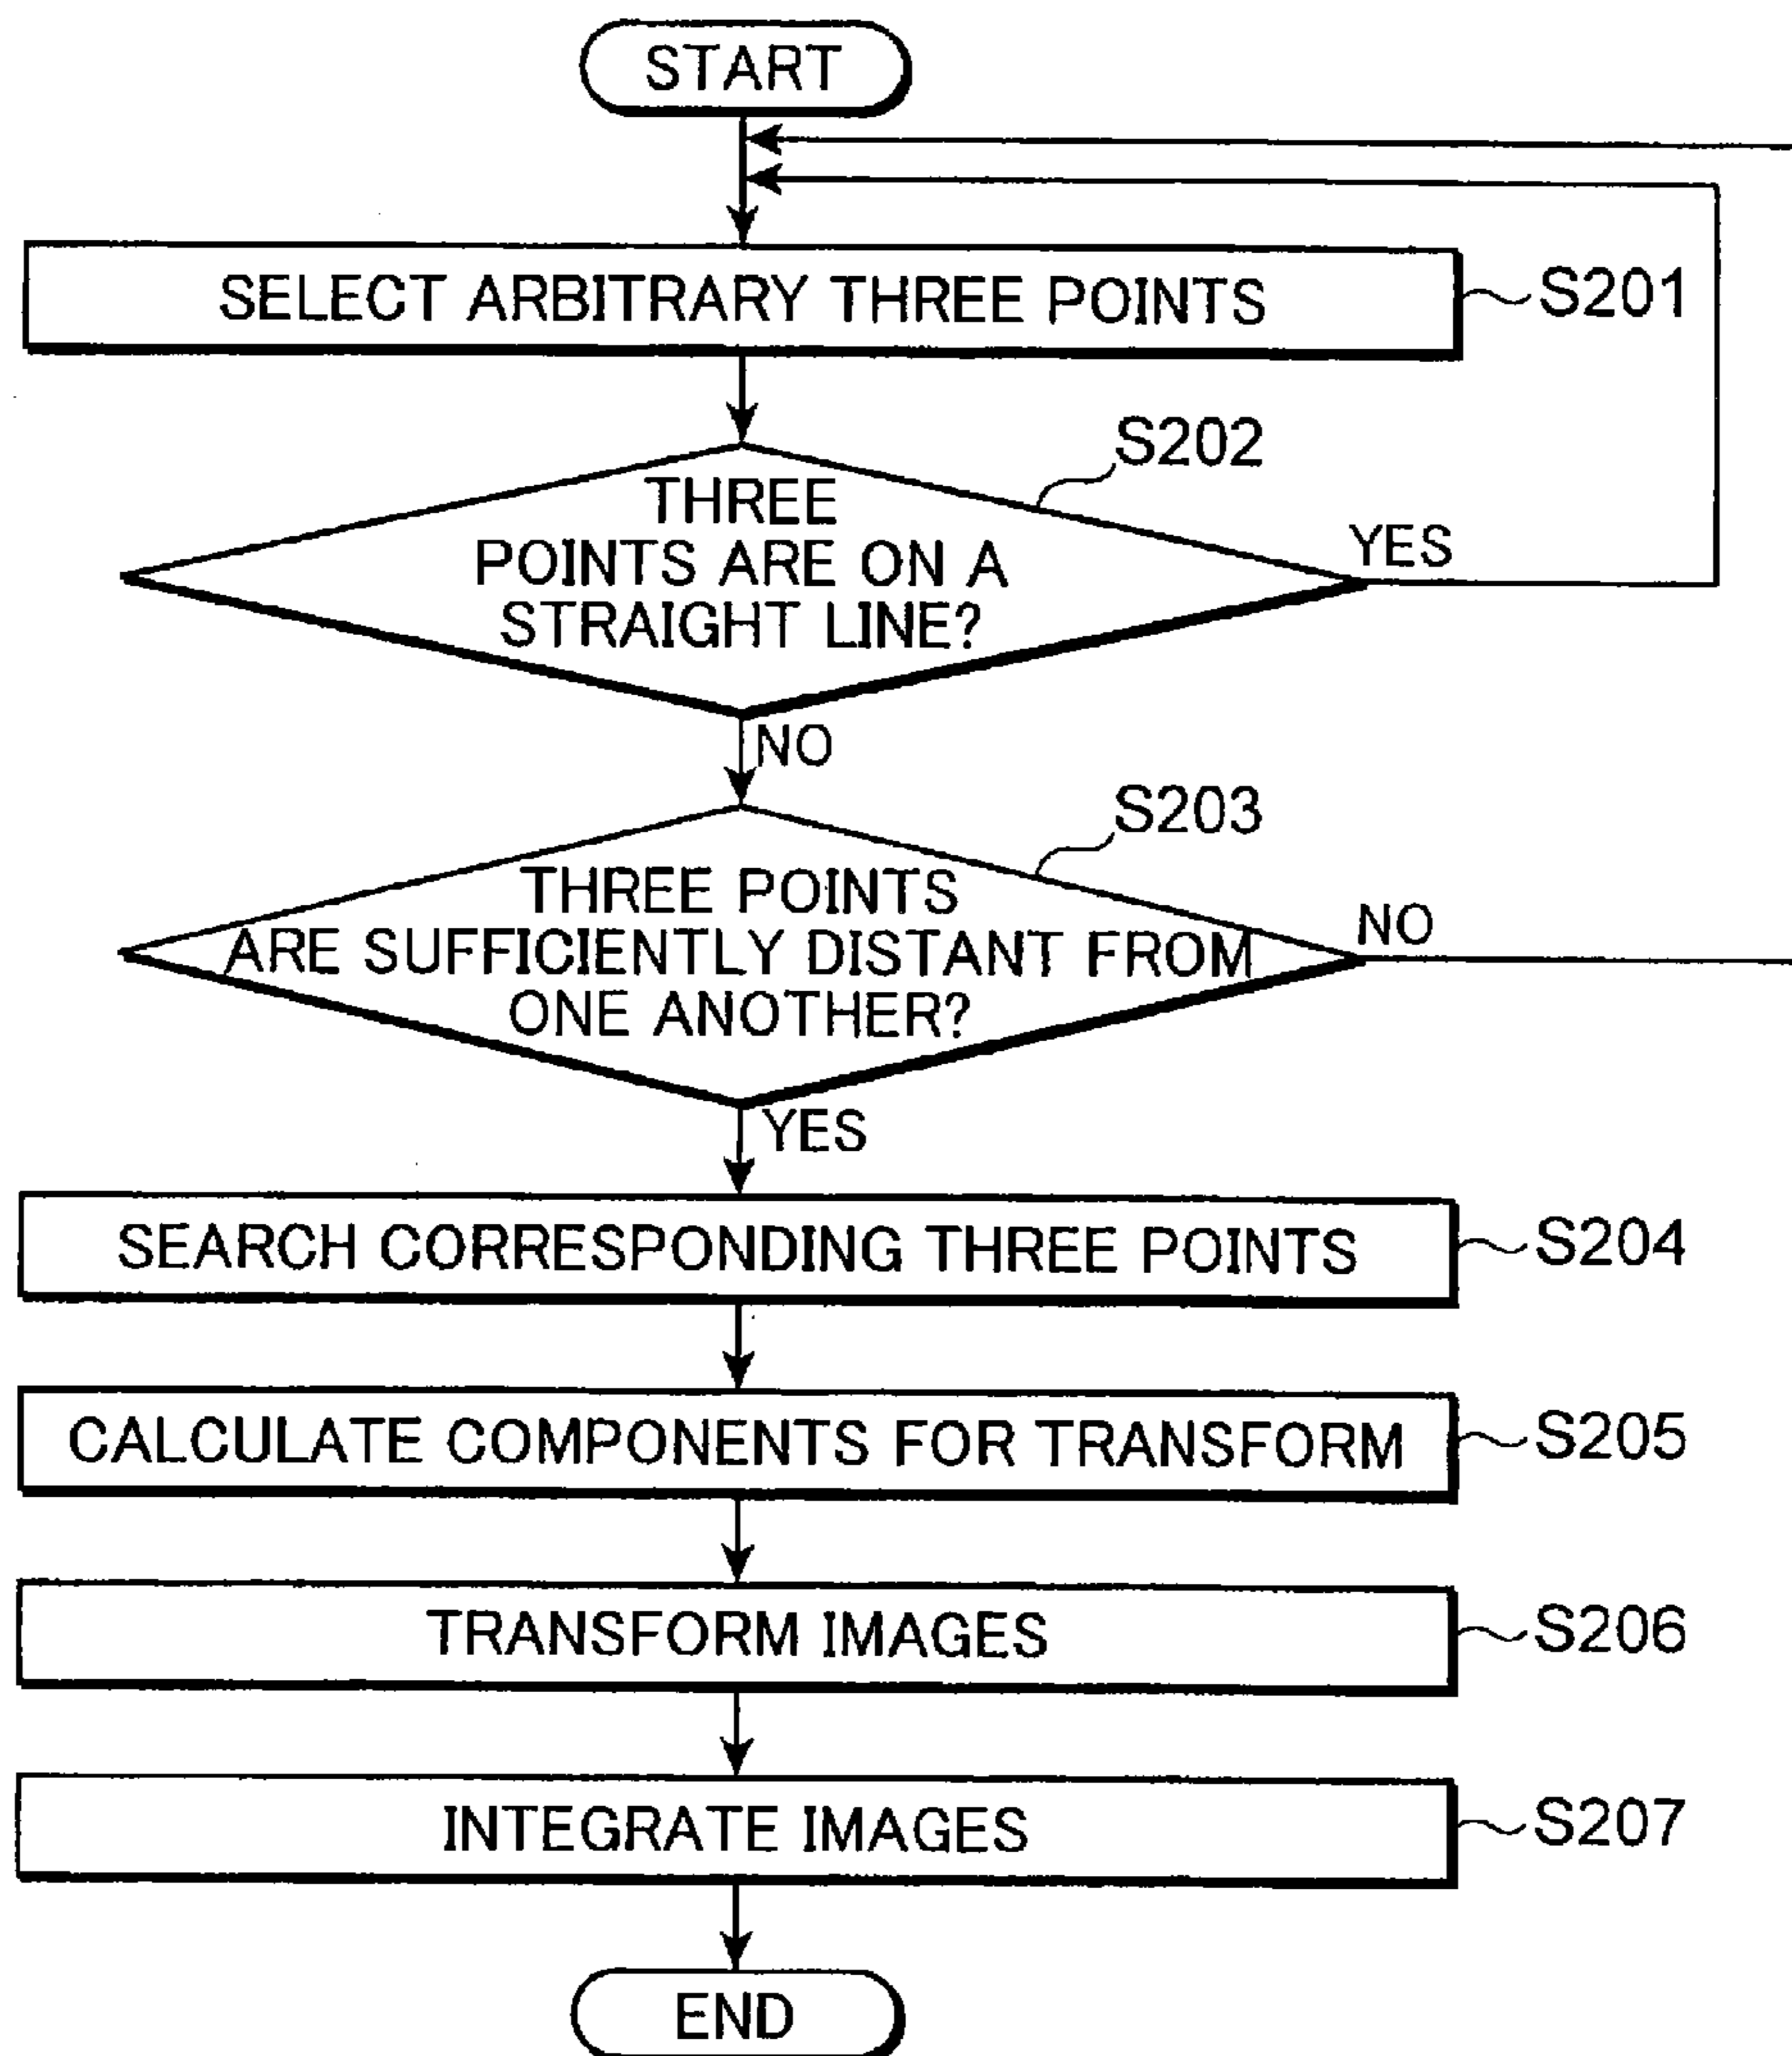 START
SELECT ARBITRARY THREE POINTS
S201
S202
THREE
POINTS ARE ON A
STRAIGHT LINE?
YES
NO
S203
THREE POINTS
ARE SUFFICIENTLY DISTANT FROM
ONE ANOTHER?
NO
YES
SEARCH CORRESPONDING THREE POINTS
S204
CALCULATE COMPONENTS FOR TRANSFORM
S205
TRANSFORM IMAGES
S206
INTEGRATE IMAGES
S207
END